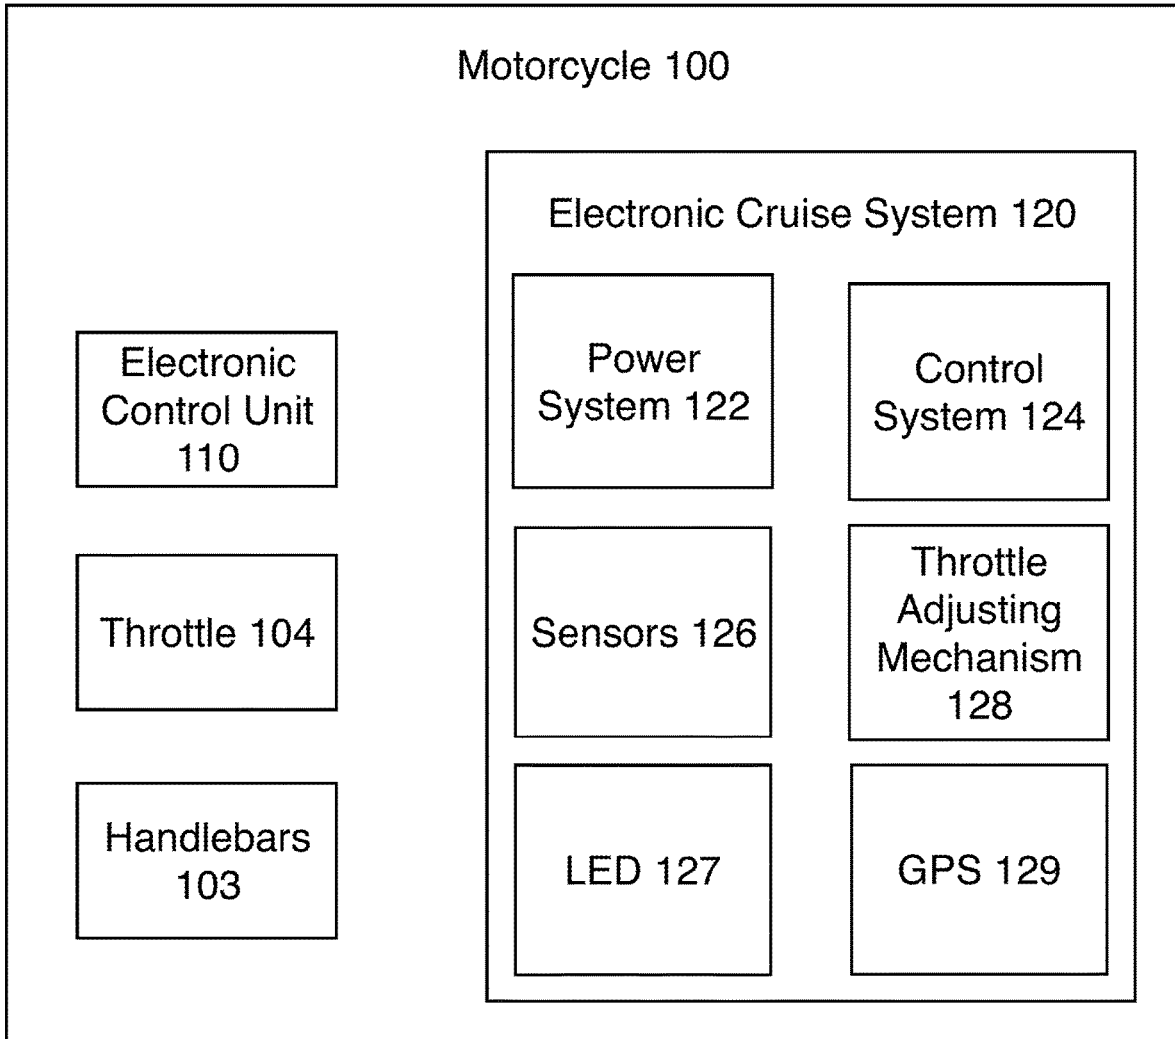 Motorcycle 100
Electronic Cruise System 120
Electronic
Control Unit
110
Power
System 122
Control
System 124
Throttle 104
Sensors 126
Throttle
Adjusting
Mechanism
128
Handlebars
103
LED 127
GPS 129